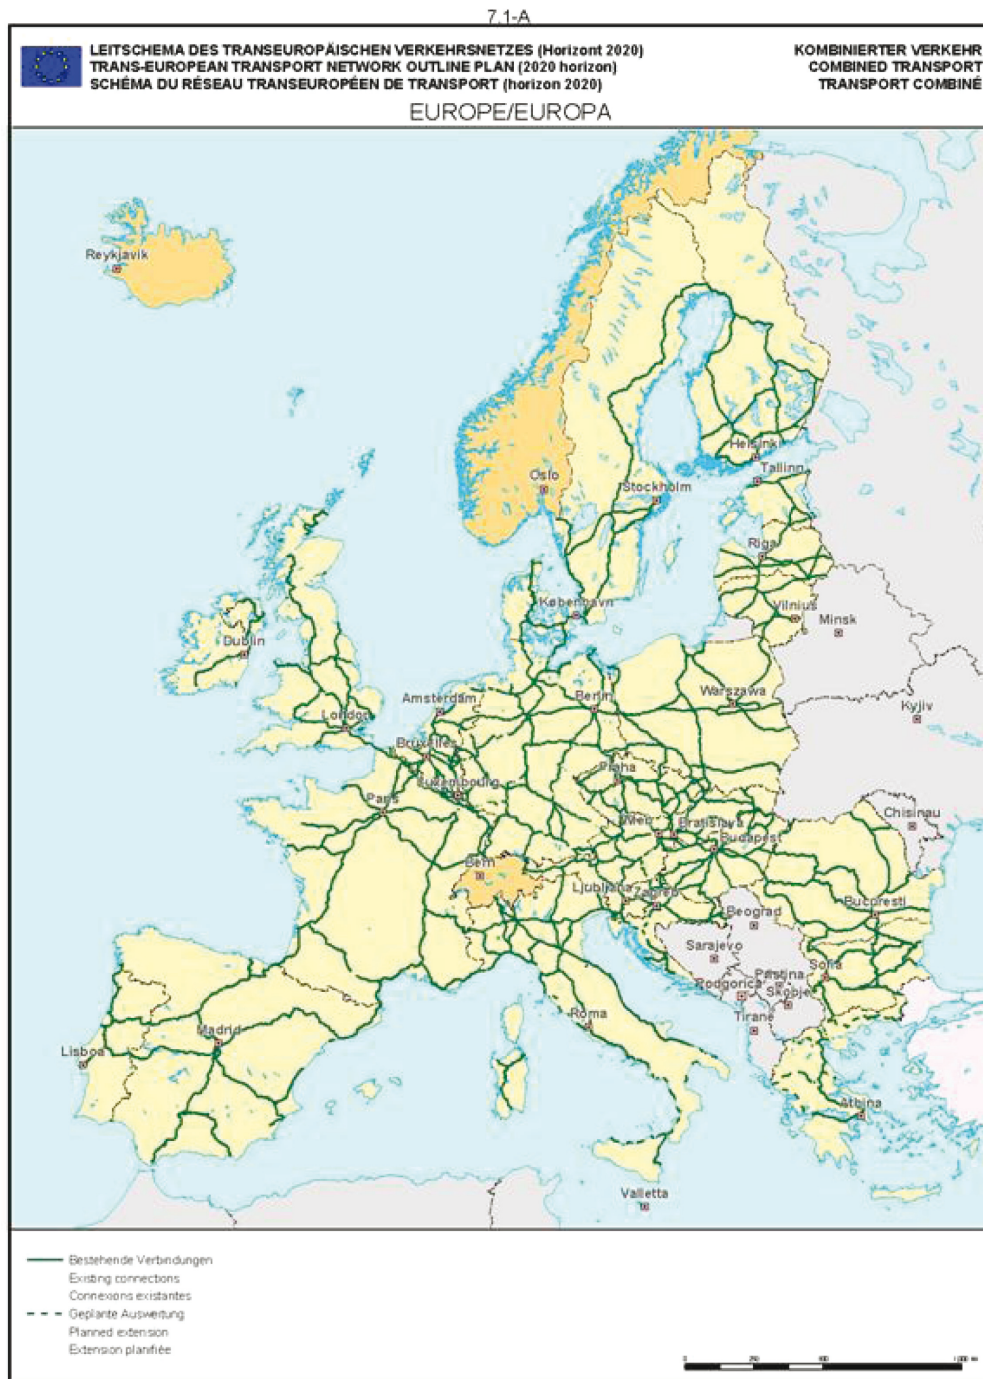 7.1-A
LEITSCHEMA DES TRANSEUROPÄISCHEN VERKEHRSNETZES (Horizont 2020)
TRANS-EUROPEAN TRANSPORT NETWORK OUTLINE PLAN (2020 horizon)
SCHÉMA DU RÉSEAU TRANSEUROPÉEN DE TRANSPORT (horizon 2020)
KOMBINIERTER VERKEHR
COMBINED TRANSPORT
TRANSPORT COMBINÉ
EUROPE/EUROPA
Reykjavik
Helsinki
Tallinn
Oslo
Stockholm
Riga
København
Vilnius
Minsk
Dublin
Warszawa
Amsterdam
Berlin
Kyjiv
London
Bruxelles
Praha
Luxembourg
Paris
Chisinau
Wien
Bratislava
Budapest
Bern
Ljubljana
Zagreb
Bucuresti
Beograd
Sarajevo
Sofia
Pristina
Podgorica
Skopje
Roma
Tiranë
Madrid
Lisboa
Athina
Valletta
Bestehende Verbindungen
Existing connections
Connexions existantes
Geplante Auswertung
Planned extension
Extension planifiée
0